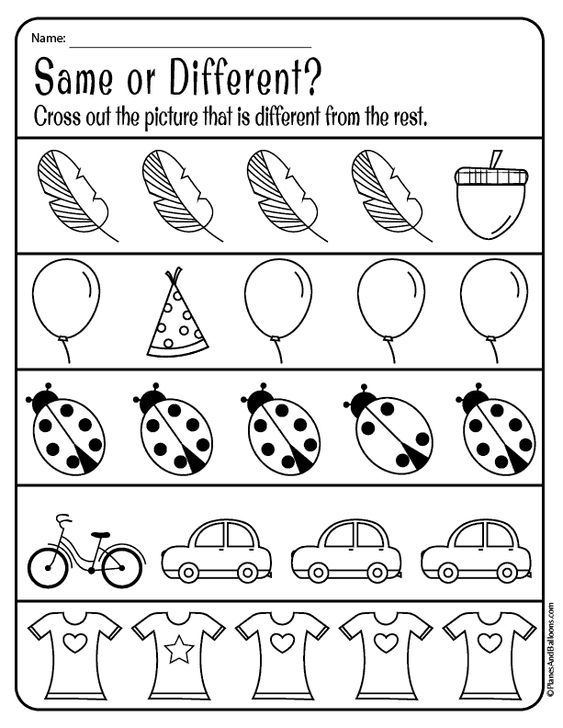 Name:
Same or Different?
Cross out the picture that is different from the rest.
©PlanesAndBalloons.com